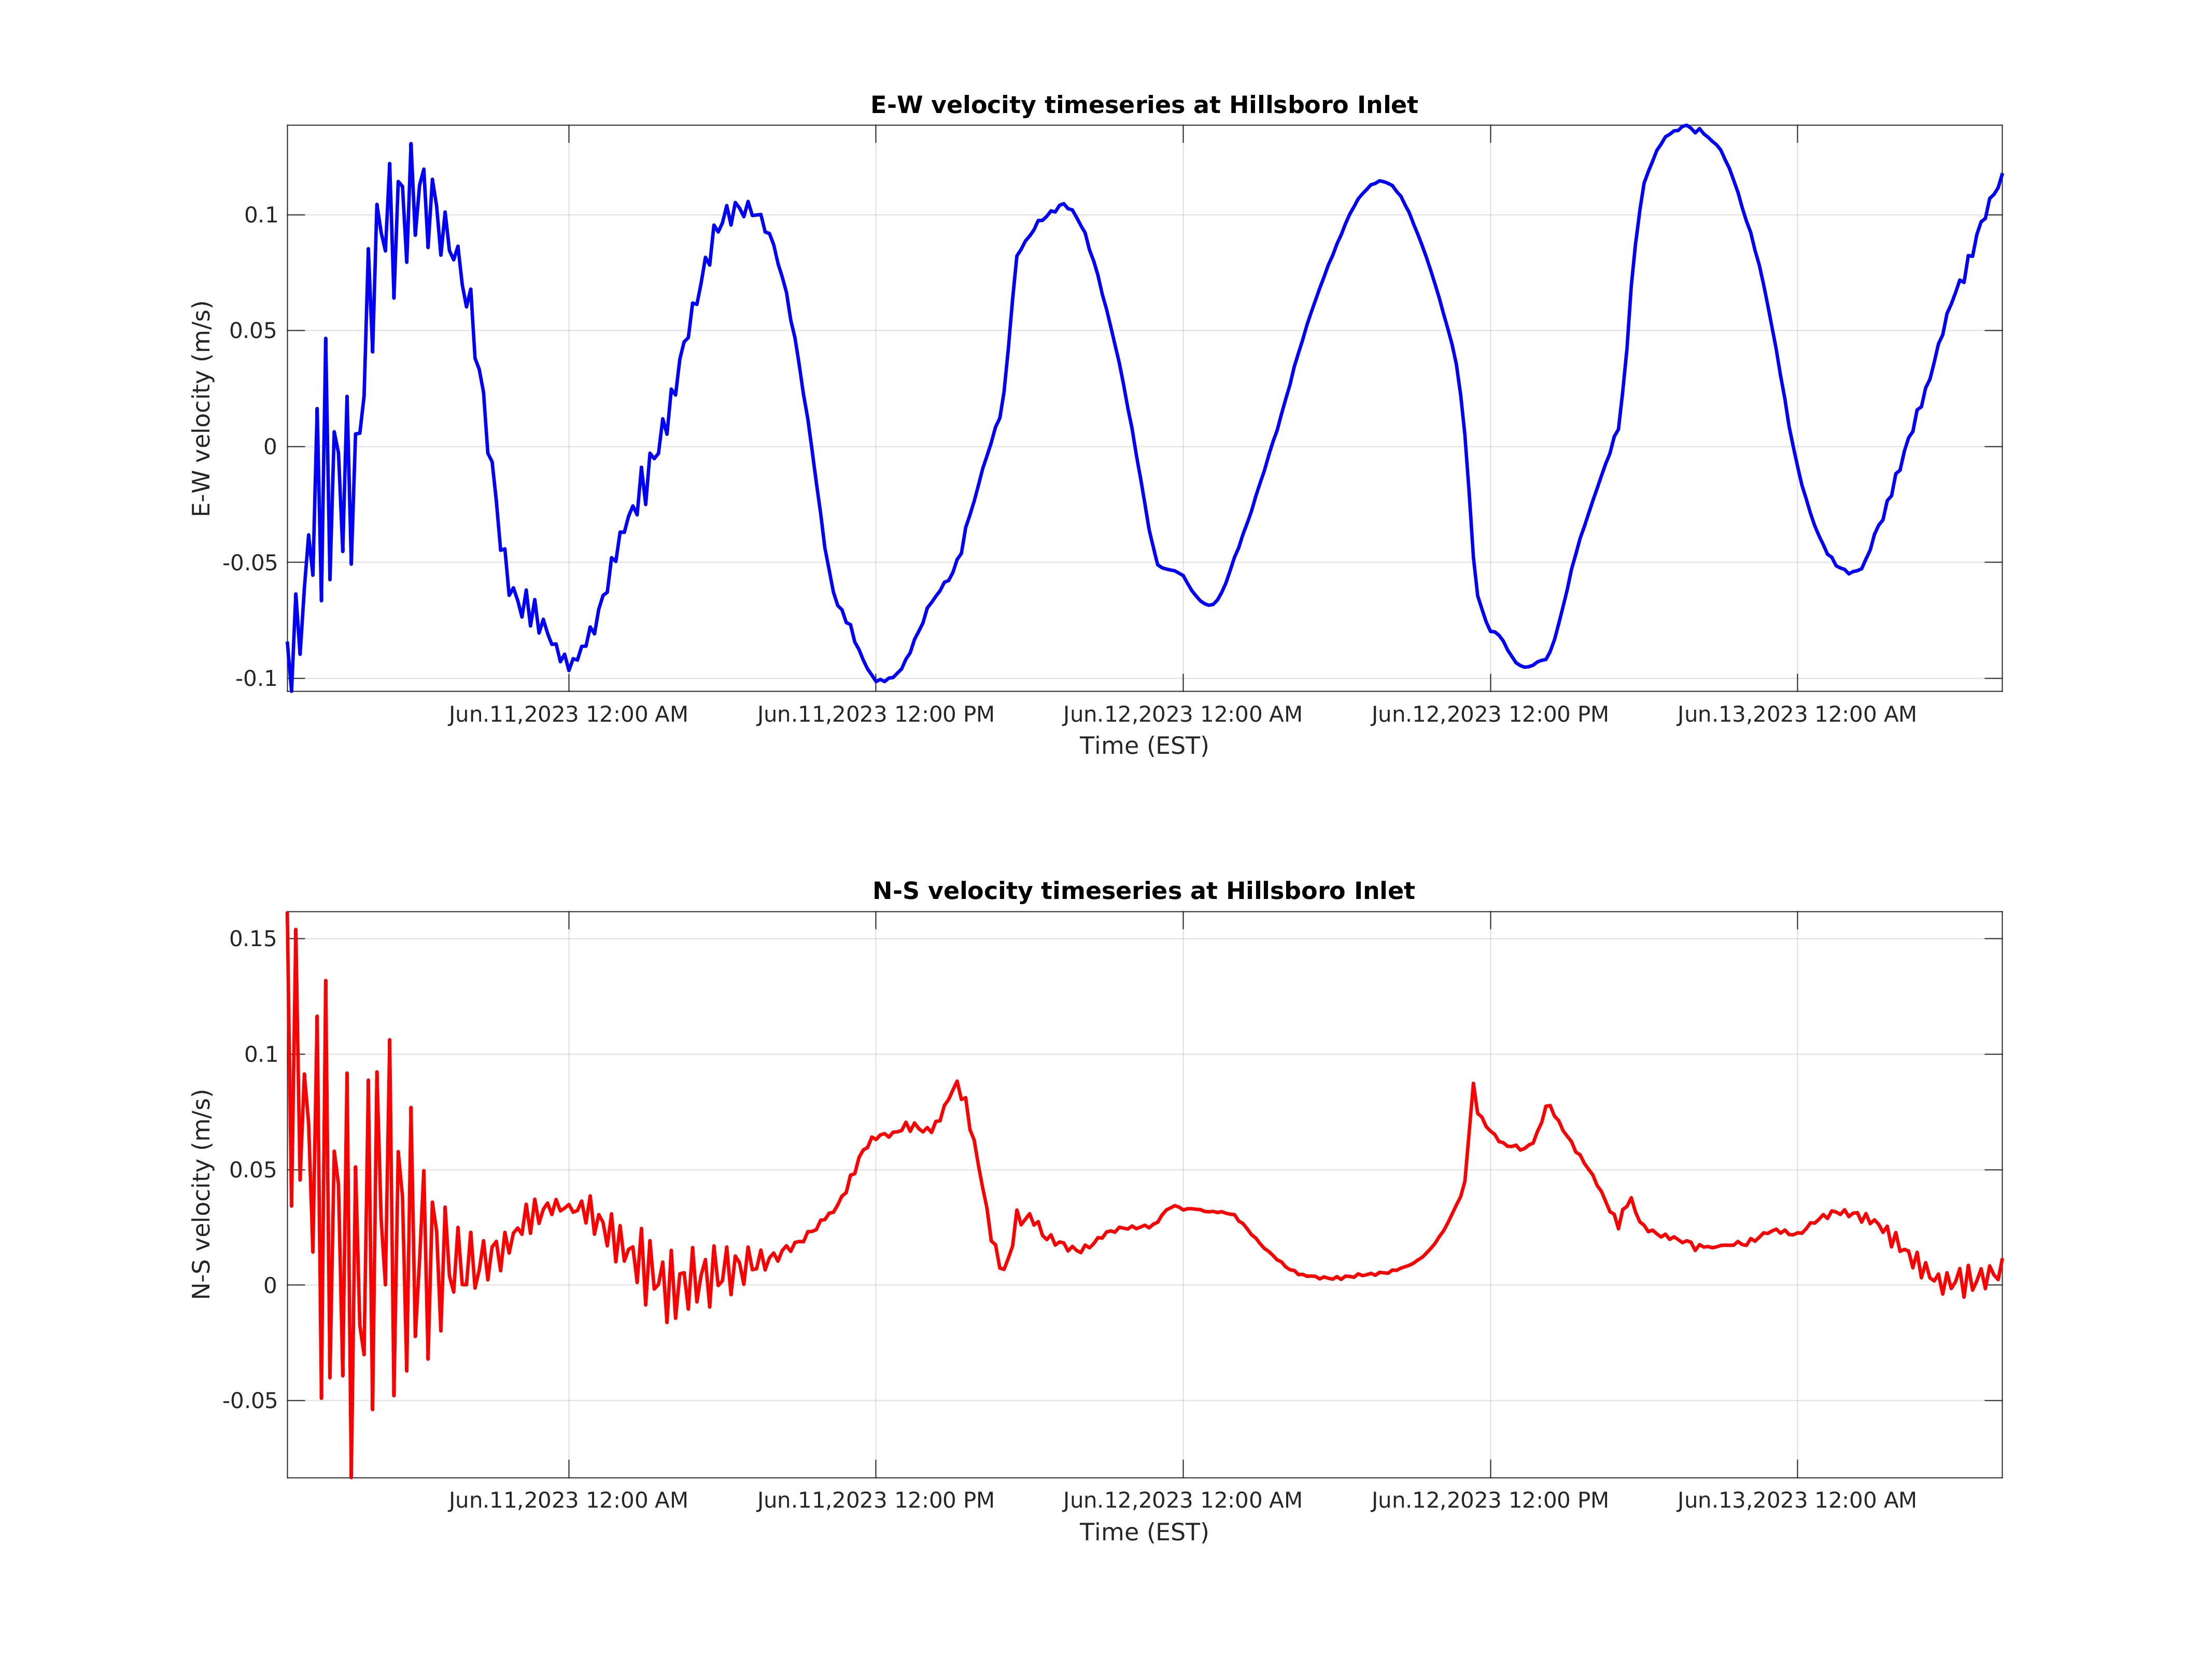 E-W velocity timeseries at Hillsboro Inlet
0.1
0.05
0
-0.05
-0.1
E-W velocity (m/s)
Jun.11,2023 12:00 AM Jun.11,2023 12:00 PM Jun.12,2023 12:00 AM Jun.12,2023 12:00 PM Jun.13,2023 12:00 AM
Time (EST)
N-S velocity timeseries at Hillsboro Inlet
0.15
0.1
0.05
0
-0.05
N-S velocity (m/s)
Jun.11,2023 12:00 AM Jun.11,2023 12:00 PM Jun.12,2023 12:00 AM Jun.12,2023 12:00 PM Jun.13,2023 12:00 AM
Time (EST)